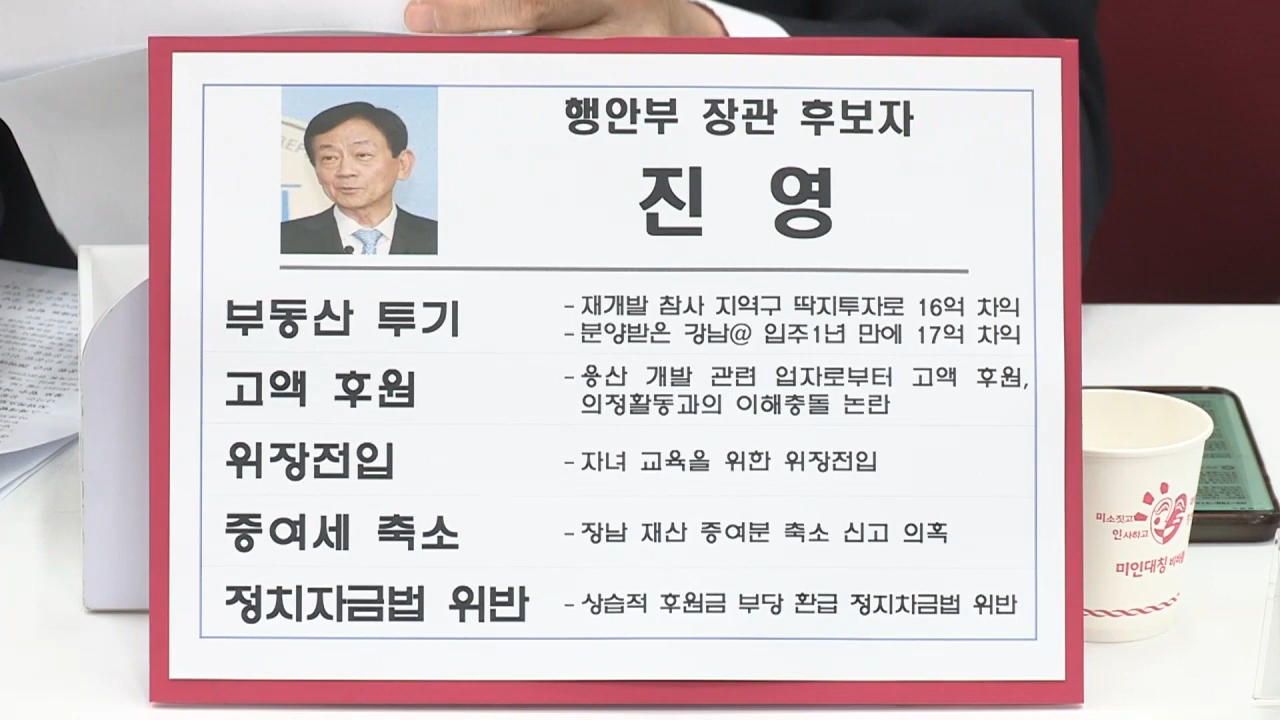 행안부 장관 후보자
진 영
부동산 투기
- 재개발 참사 지역구 딱지투자로 16억 차익
- 분양받은 강남@ 입주1년 만에 17억 차익
고액 후원
- 용산 개발 관련 업자로부터 고액 후원,
의정활동과의 이해충돌 논란
위장전입
- 자녀 교육을 위한 위장전입
증여세 축소
- 장남 재산 증여분 축소 신고 의혹
정치자금법 위반
- 상습적 후원금 부당 환급 정지차금법 위반
미소짓고
인사하고
미인대칭